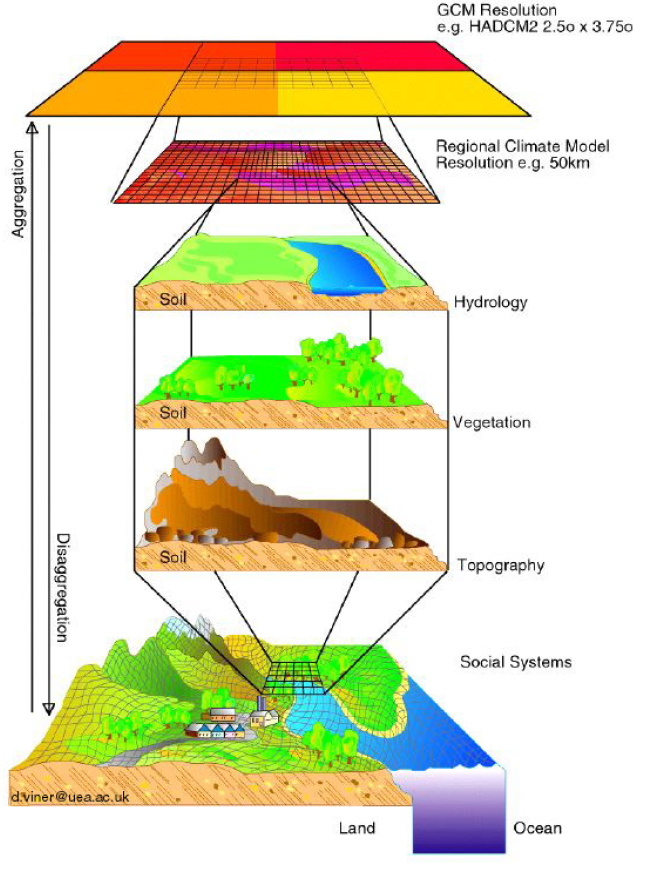 GCM Resolution
e.g. HADCM2 2.5o x 3.75o
Regional Climate Model
Resolution e.g. 50km
Aggregation
Soil
Hydrology
Soil
Vegetation
Disaggregation
Soil
Topography
Social Systems
d.viner@uea.ac.uk
Land
Ocean